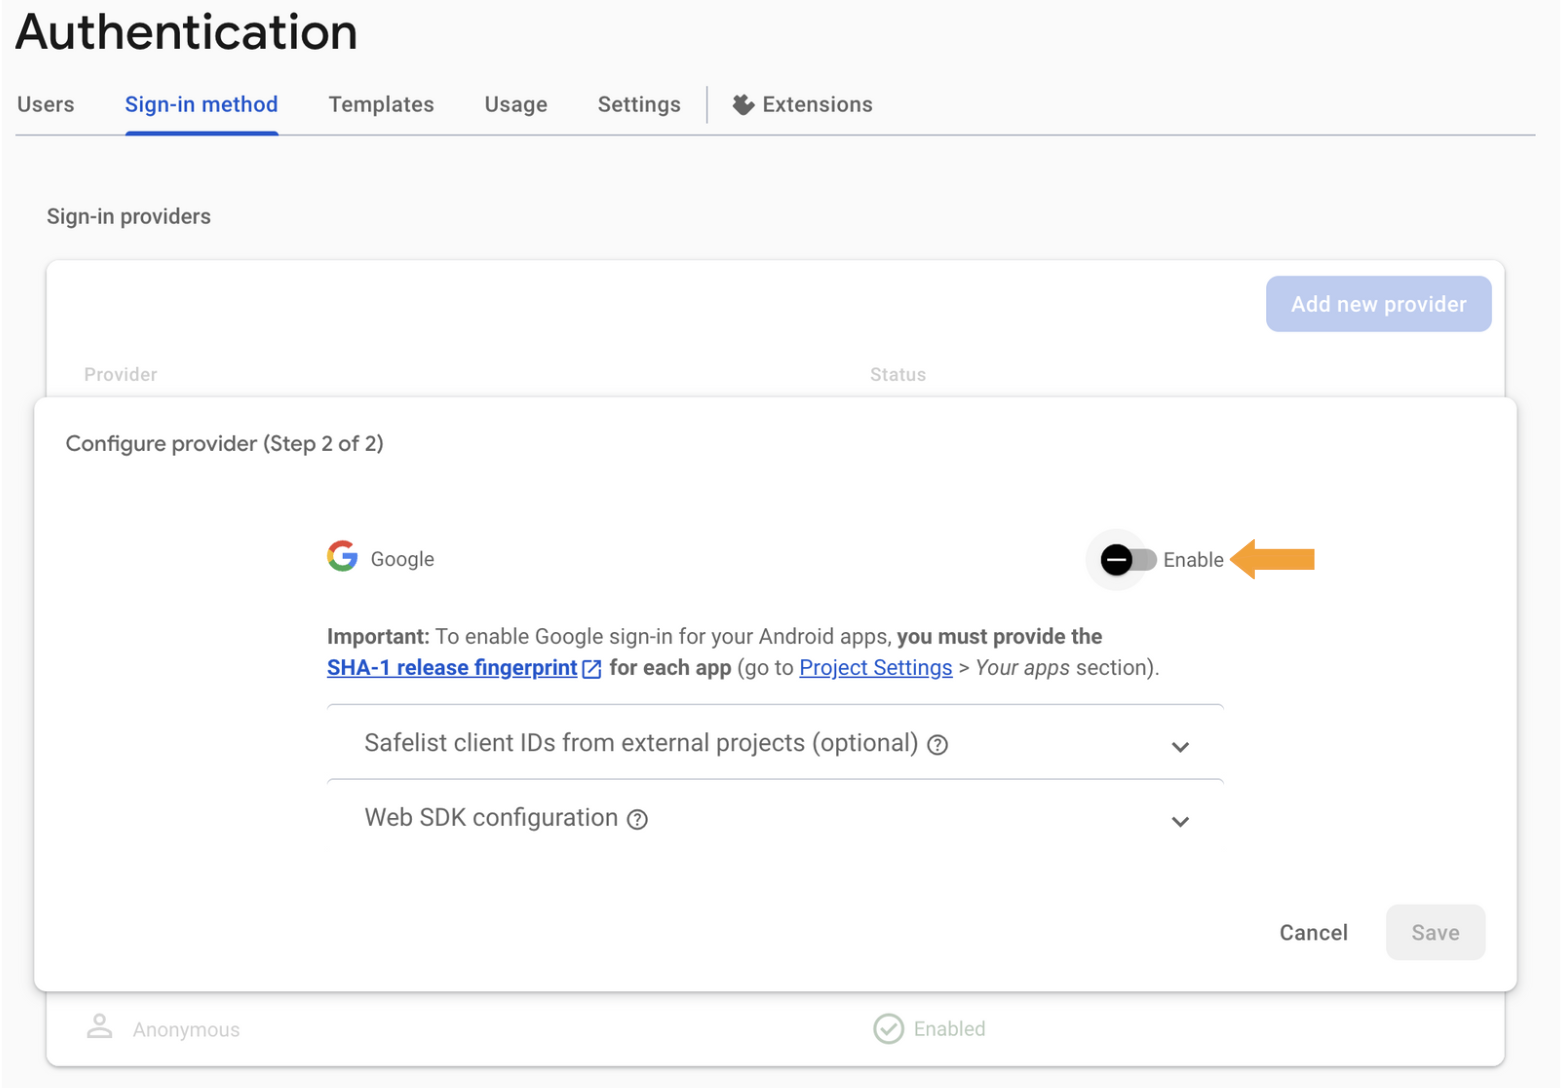 Authentication
Users Sign-in method Templates Usage Settings Extensions
Sign-in providers
Add new provider
Provider Status
Configure provider (Step 2 of 2)
Google Enable
Important: To enable Google sign-in for your Android apps, you must provide the
SHA-1 release fingerprint for each app (go to Project Settings > Your apps section).
Safelist client IDs from external projects (optional)
Web SDK configuration
Cancel Save
Anonymous Enabled